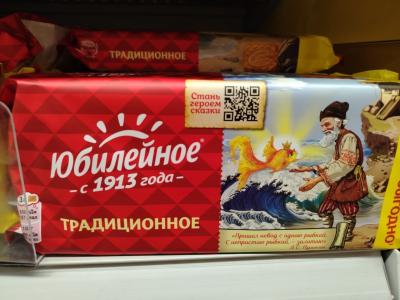 ТРАДИЦИОННОЕ
Стань
героем
сказки
Юбилейное®
с 1913 года
ТРАДИЦИОННОЕ
«Пришел невод с одною рыбкой,
С непростою рыбкой, – золотою»
А.С. Пушкин